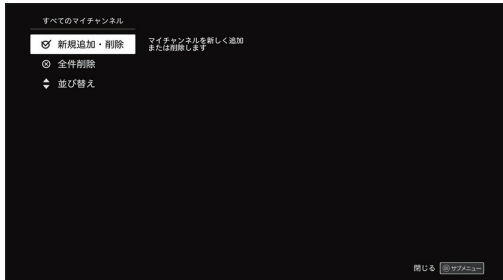 すべてのマイチャンネル
新規追加・削除
マイチャンネルを新しく追加
または削除します
全件削除
並び替え
閉じる サブメニュー